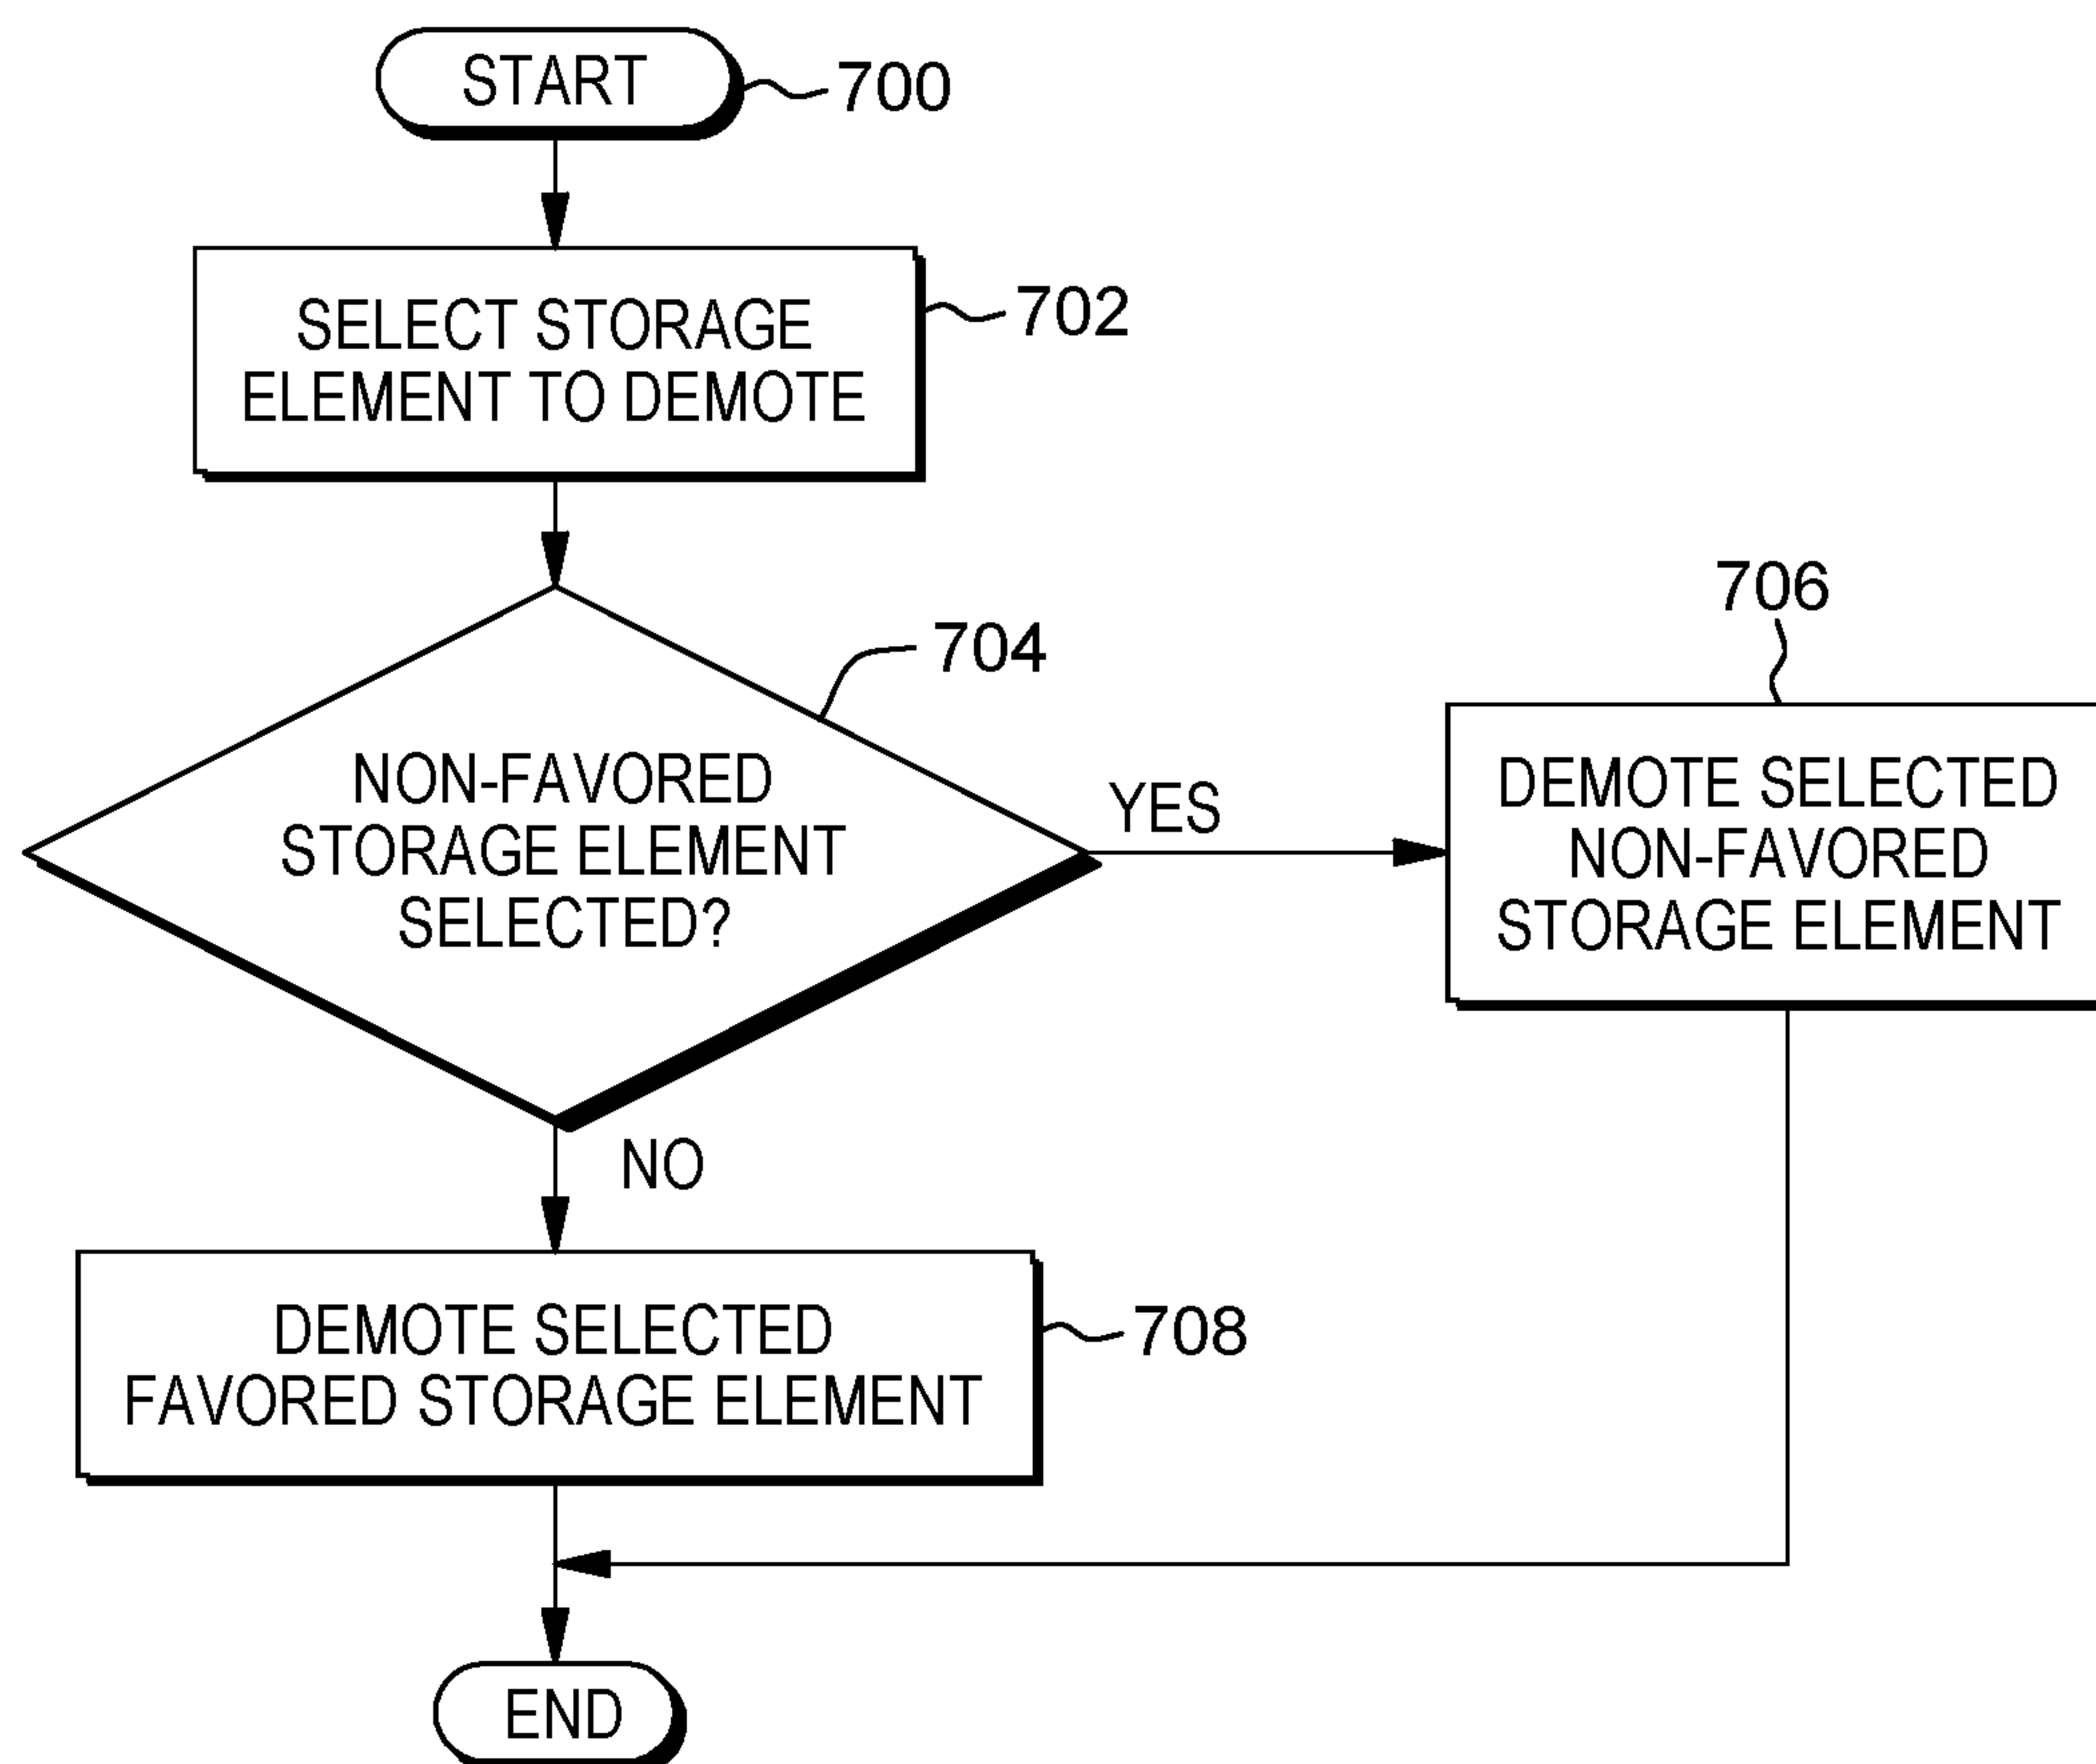 START
700
SELECT STORAGE
ELEMENT TO DEMOTE
702
704
NON-FAVORED
STORAGE ELEMENT
SELECTED?
YES
706
DEMOTE SELECTED
NON-FAVORED
STORAGE ELEMENT
NO
DEMOTE SELECTED
FAVORED STORAGE ELEMENT
708
END